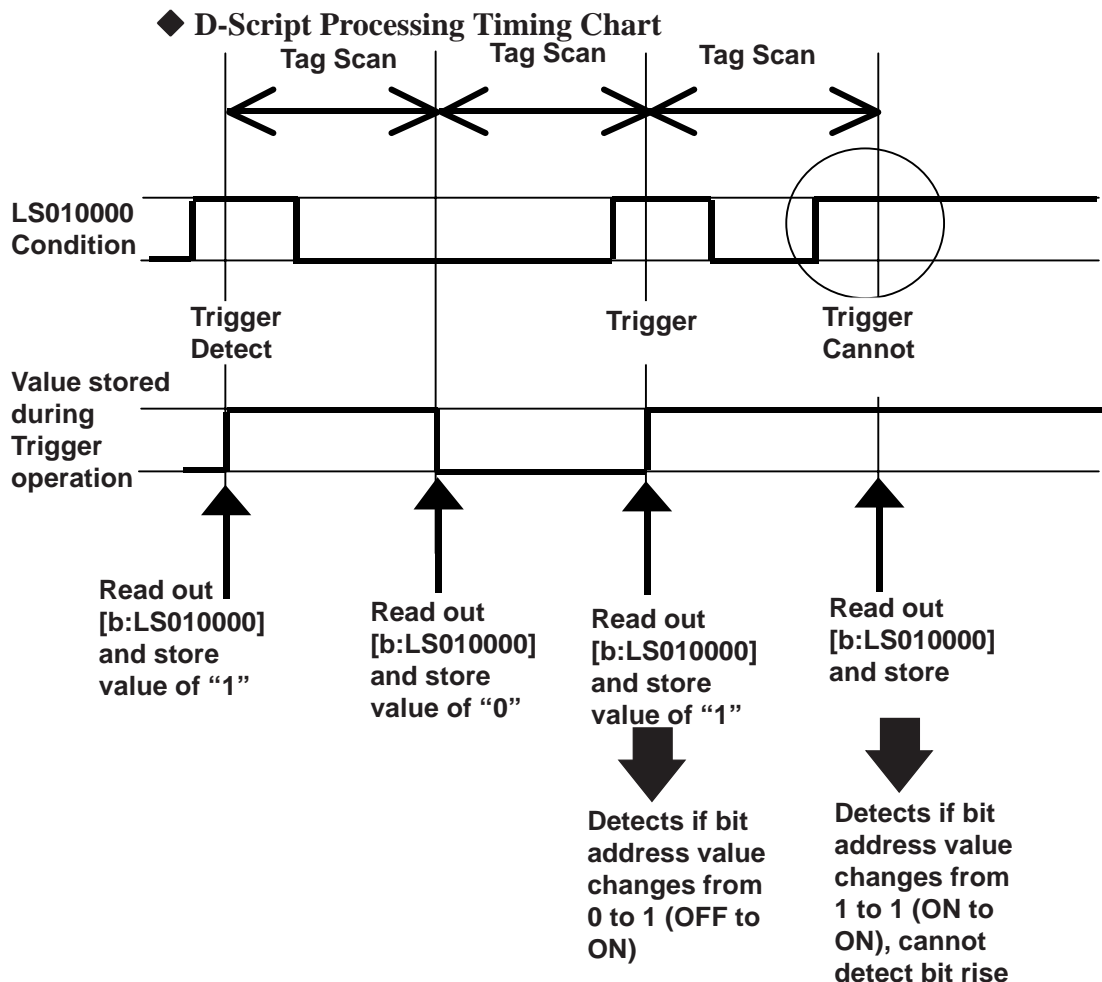 ◆ D-Script Processing Timing Chart
Tag Scan
Tag Scan
Tag Scan
LS010000
Condition
Trigger
Detect
Trigger
Trigger
Cannot
Value stored
during
Trigger
operation
Read out
[b:LS010000]
and store
value of “1”
Read out
[b:LS010000]
and store
value of “0”
Read out
[b:LS010000]
and store
value of “1”
Read out
[b:LS010000]
and store
Detects if bit
address value
changes from
0 to 1 (OFF to
ON)
Detects if bit
address value
changes from
1 to 1 (ON to
ON), cannot
detect bit rise